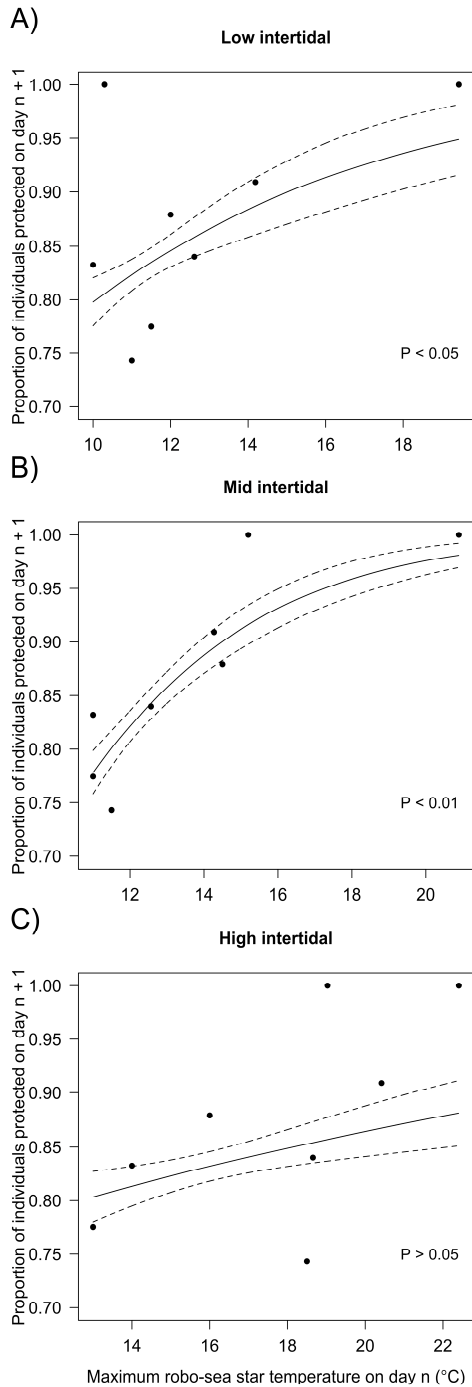 A)
Low intertidal
Proportion of individuals protected on day n + 1
1.00
0.95
0.90
0.85
0.80
0.75
0.70
P < 0.05
10 12 14 16 18
B)
Mid intertidal
Proportion of individuals protected on day n + 1
1.00
0.95
0.90
0.85
0.80
0.75
0.70
P < 0.01
12 14 16 18 20
C)
High intertidal
Proportion of individuals protected on day n + 1
1.00
0.95
0.90
0.85
0.80
0.75
0.70
P > 0.05
14 16 18 20 22
Maximum robo-sea star temperature on day n (°C)